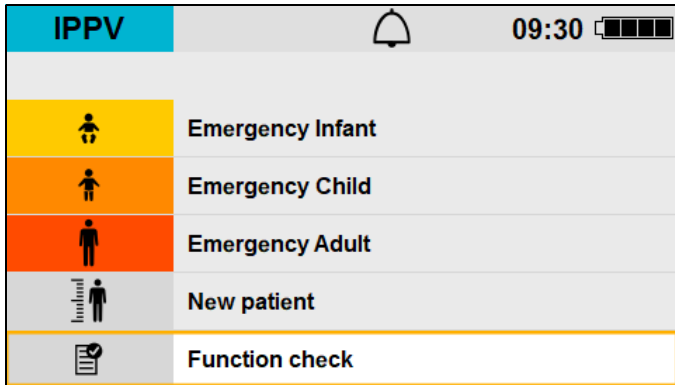 IPPV 09:30
Emergency Infant
Emergency Child
Emergency Adult
New patient
Function check